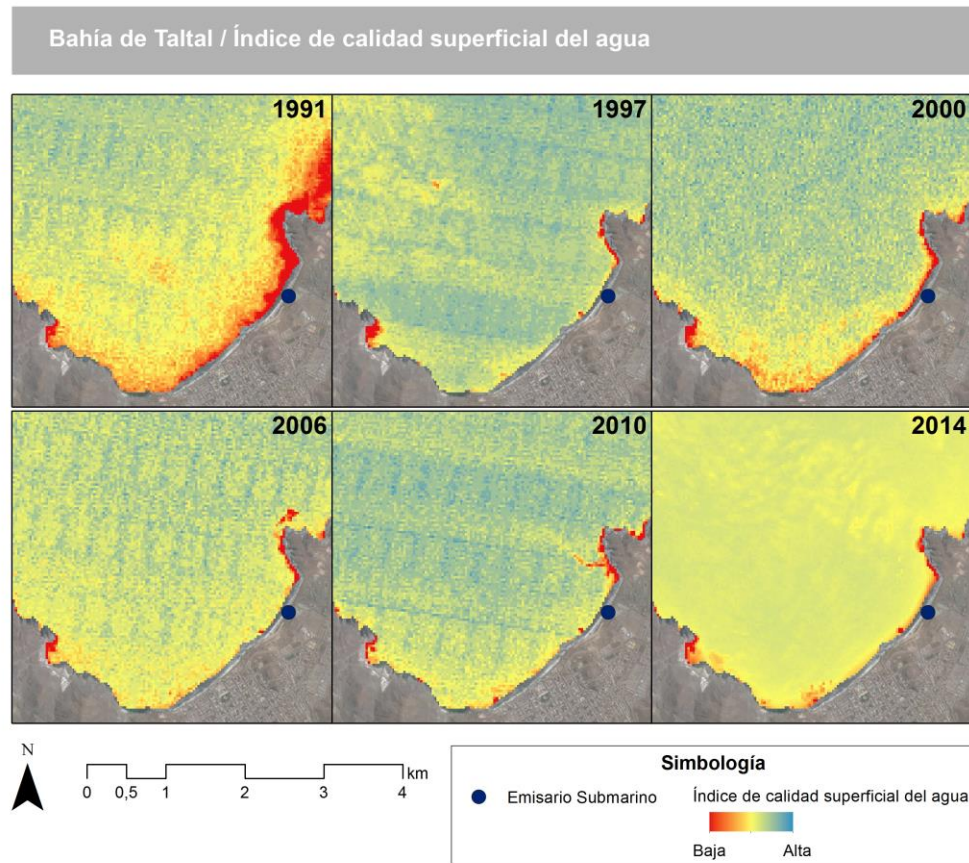 Bahía de Taltal / Índice de calidad superficial del agua
1991
1997
2000
2006
2010
2014
N
km
0 0,5 1 2 3 4
Simbología
Emisario Submarino
Índice de calidad superficial del agua
Baja Alta